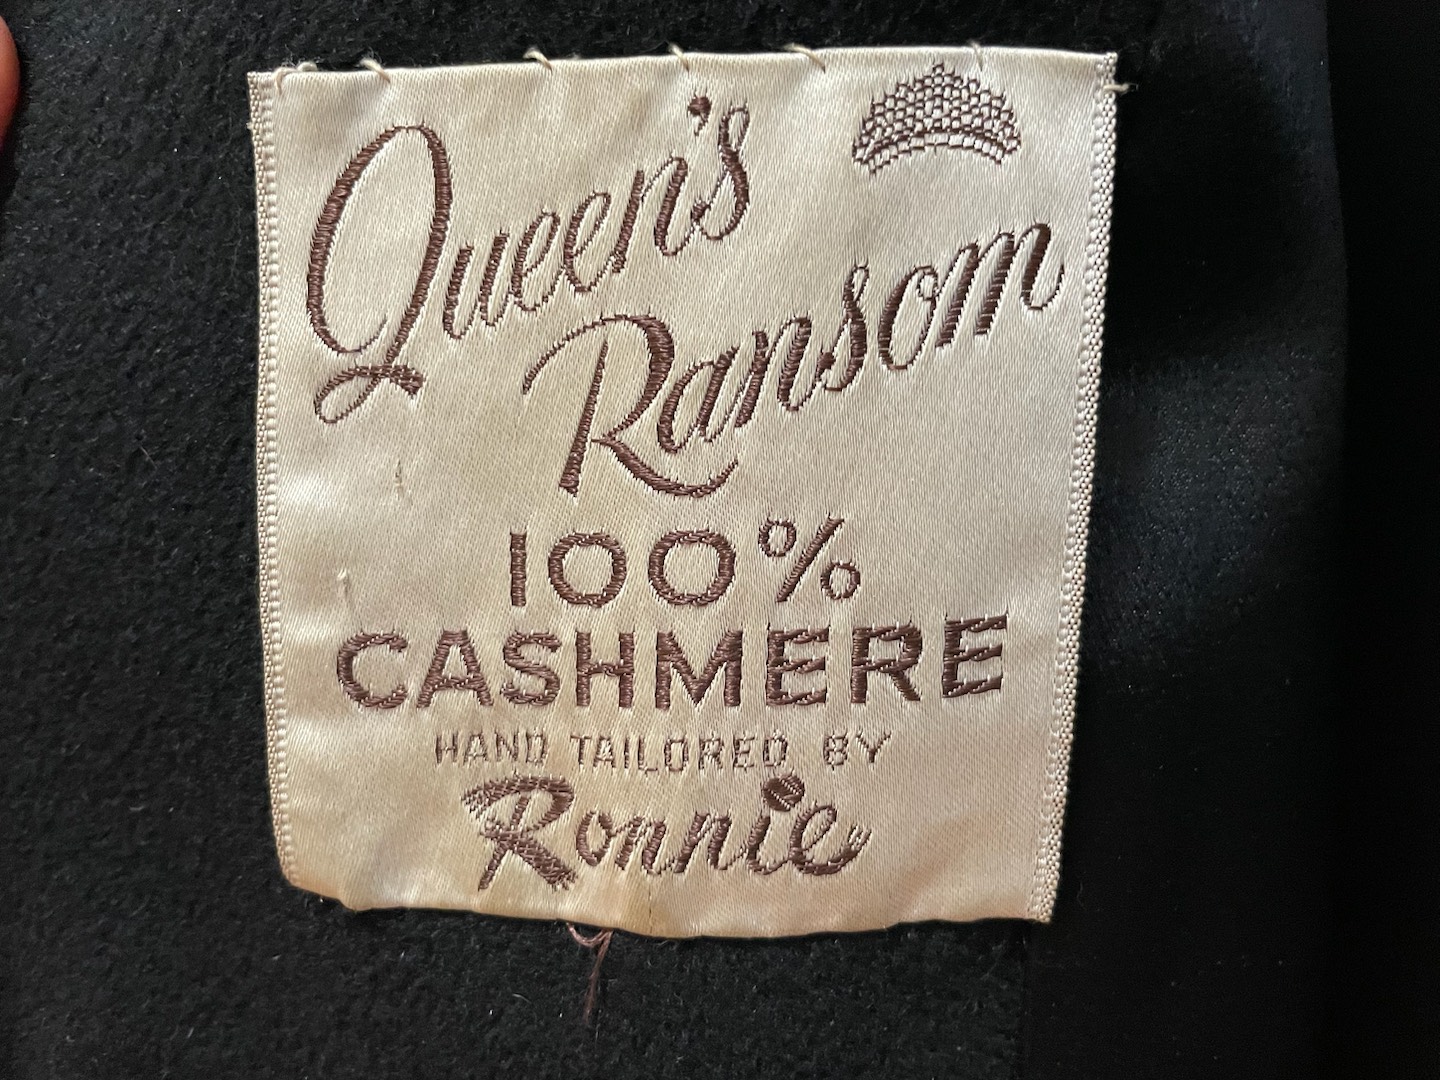 Queen's
Ransom
100%
CASHMERE
HAND TAILORED BY
Ronnie